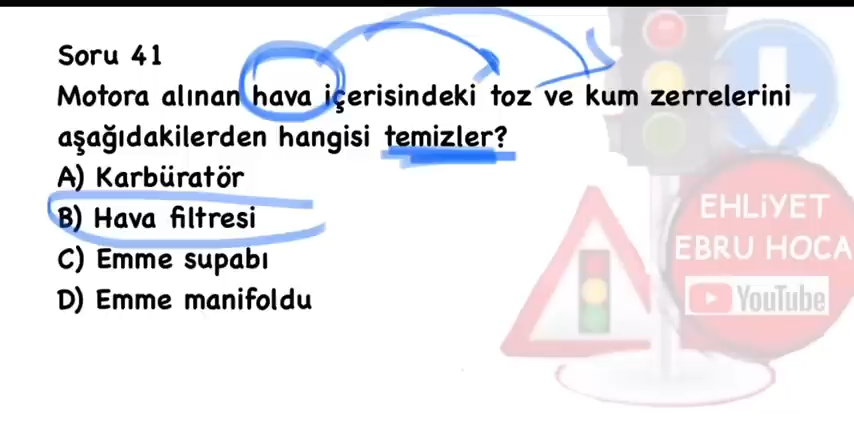 Soru 41
Motora alınan hava içerisindeki toz ve kum zerrelerini
aşağıdakilerden hangisi temizler?
A) Karbüratör
B) Hava filtresi
C) Emme supabı
D) Emme manifoldu
EHLİYET
EBRU HOCA
YouTube